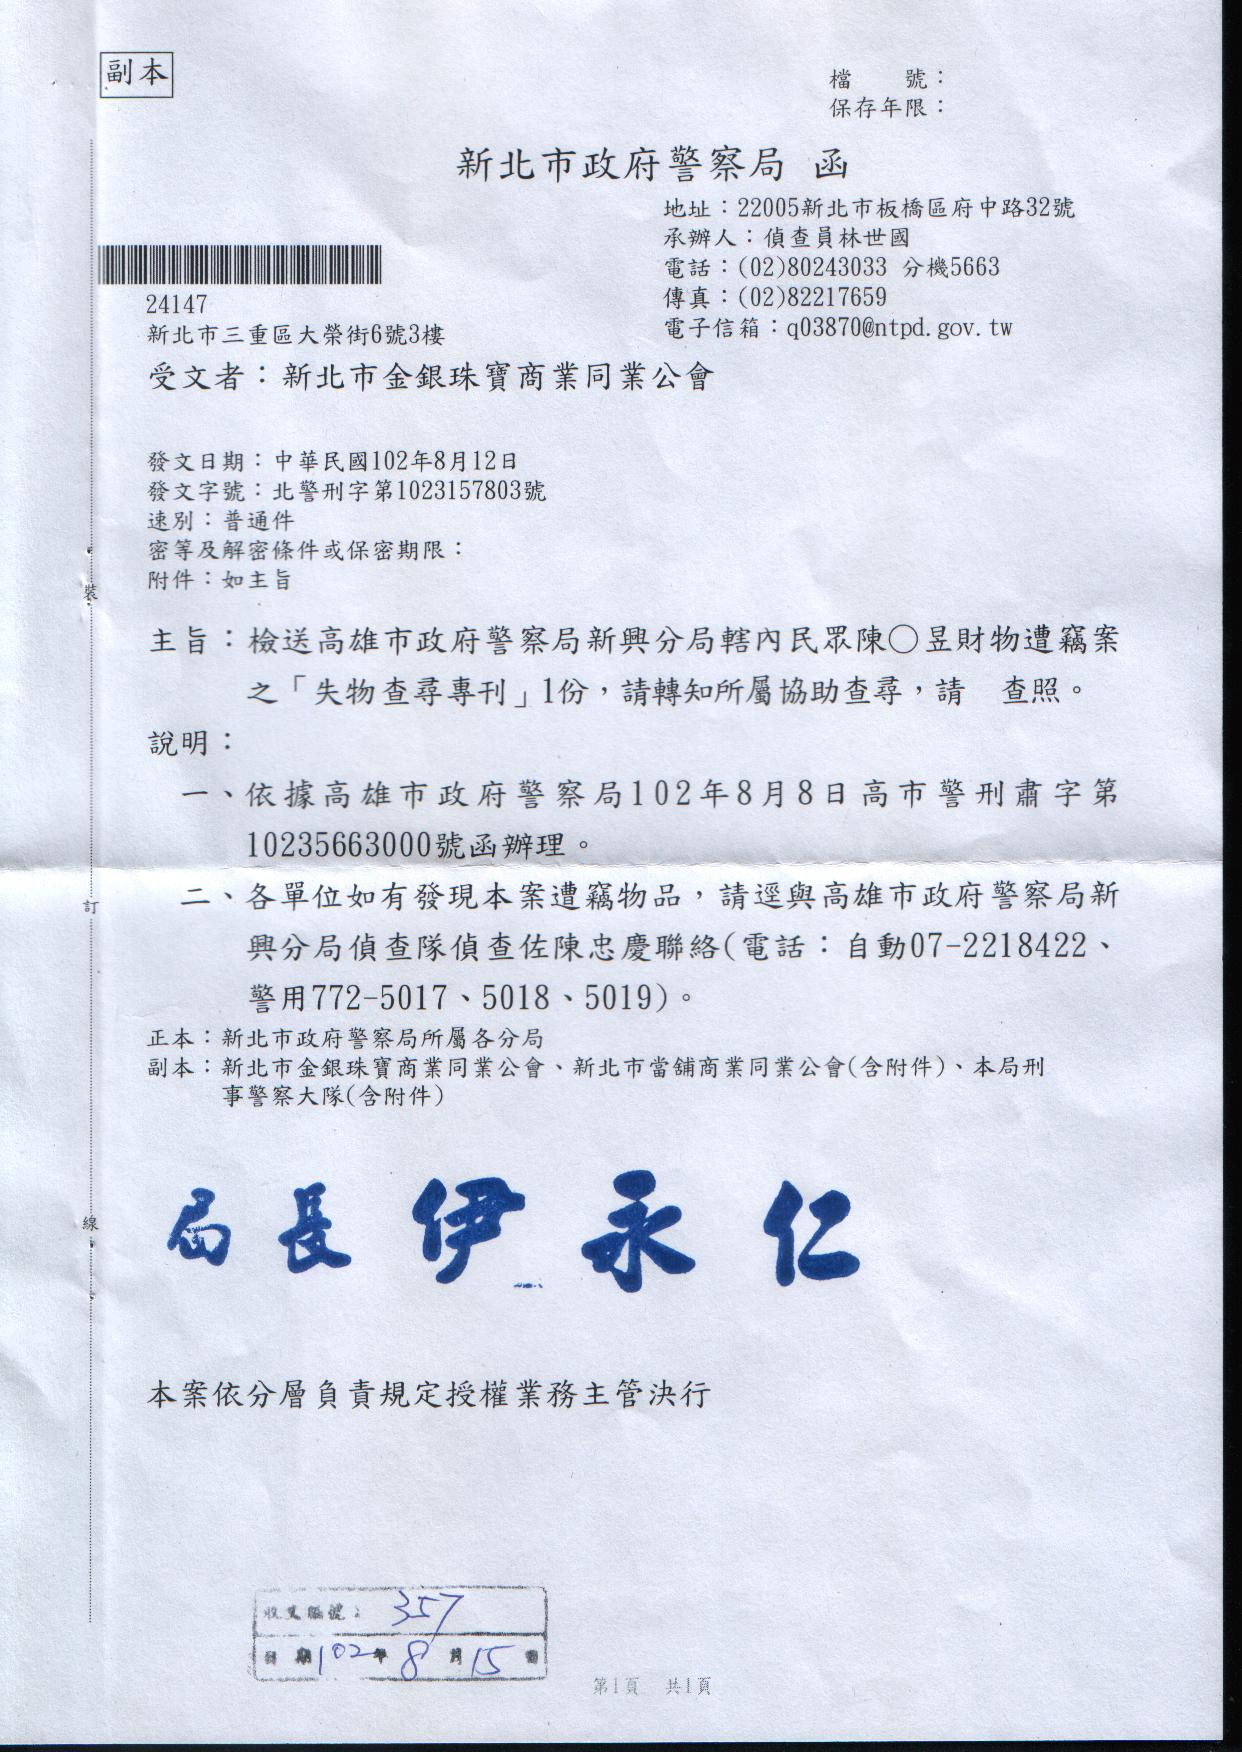 副本
檔　　號：
保存年限：
新北市政府警察局 函
地址：22005新北市板橋區府中路32號
承辦人：偵查員林世國
電話：(02)80243033 分機5663
傳真：(02)82217659
電子信箱：q03870@ntpd.gov.tw
24147
新北市三重區大榮街6號3樓
受文者：新北市金銀珠寶商業同業公會
發文日期：中華民國102年8月12日
發文字號：北警刑字第1023157803號
速別：普通件
密等及解密條件或保密期限：
附件：如主旨
主旨：檢送高雄市政府警察局新興分局轄內民眾陳○昱財物遭竊案
之「失物查尋專刊」1份，請轉知所屬協助查尋，請　查照。
說明：
一、依據高雄市政府警察局102年8月8日高市警刑肅字第
10235663000號函辦理。
二、各單位如有發現本案遭竊物品，請逕與高雄市政府警察局新
興分局偵查隊偵查佐陳忠慶聯絡(電話：自動07-2218422、
警用772-5017、5018、5019)。
正本：新北市政府警察局所屬各分局
副本：新北市金銀珠寶商業同業公會、新北市當舖商業同業公會(含附件)、本局刑
事警察大隊(含附件)
局長 伊永仁
本案依分層負責規定授權業務主管決行
收文編號：357
日期102年8月15日
第1頁　共1頁
裝
訂
線